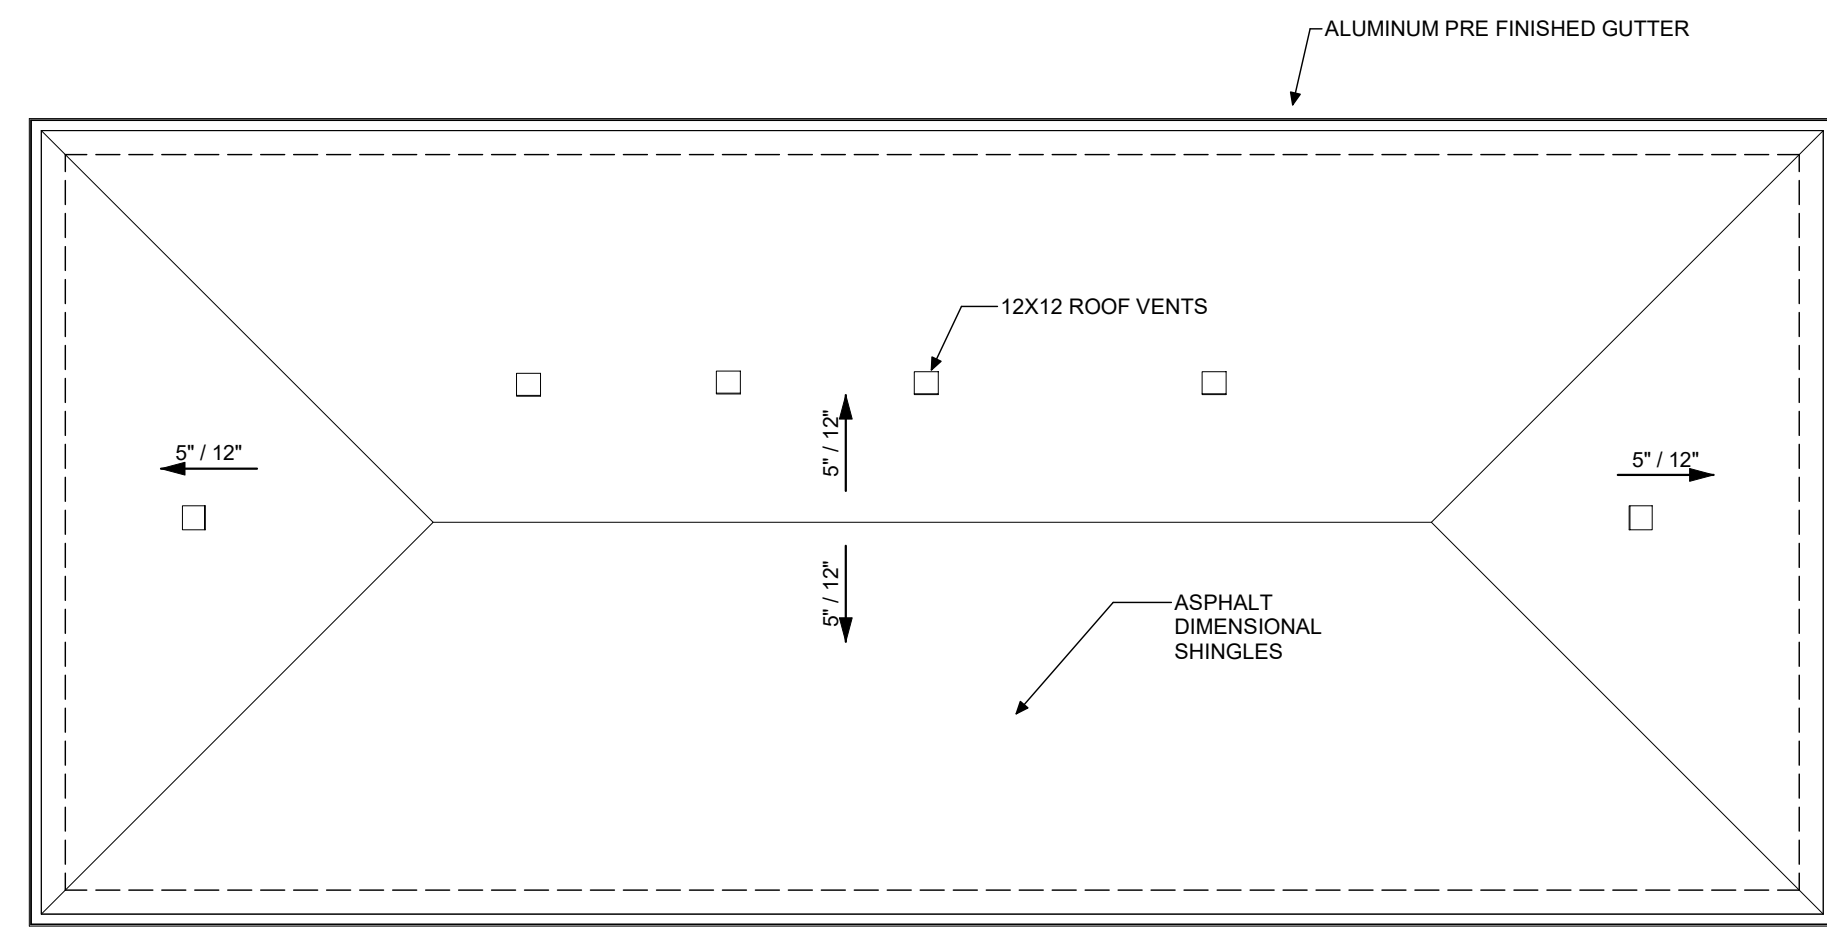 ALUMINUM PRE FINISHED GUTTER
12X12 ROOF VENTS
5" / 12"
5" / 12"
5" / 12"
5" / 12"
ASPHALT
DIMENSIONAL
SHINGLES